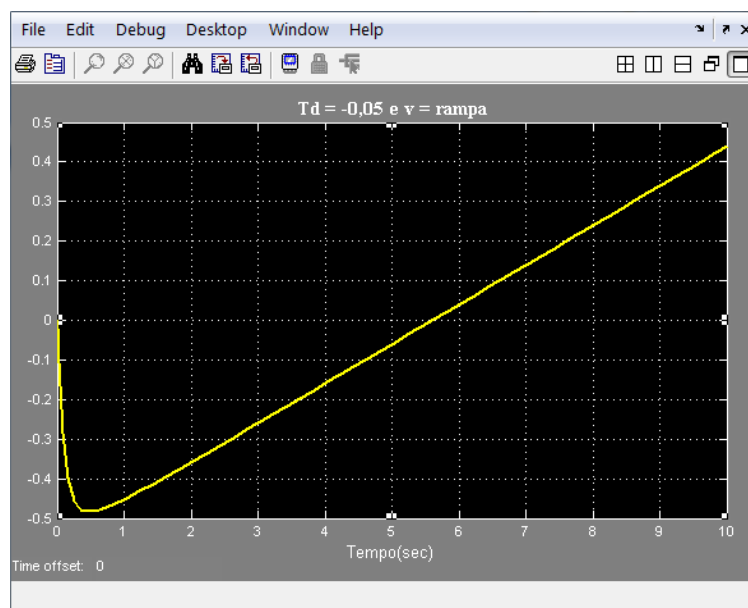 File Edit Debug Desktop Window Help
Td = -0,05 e v = rampa
0.5
0.4
0.3
0.2
0.1
0
-0.1
-0.2
-0.3
-0.4
-0.5
0 1 2 3 4 5 6 7 8 9 10
Tempo(sec)
Time offset: 0